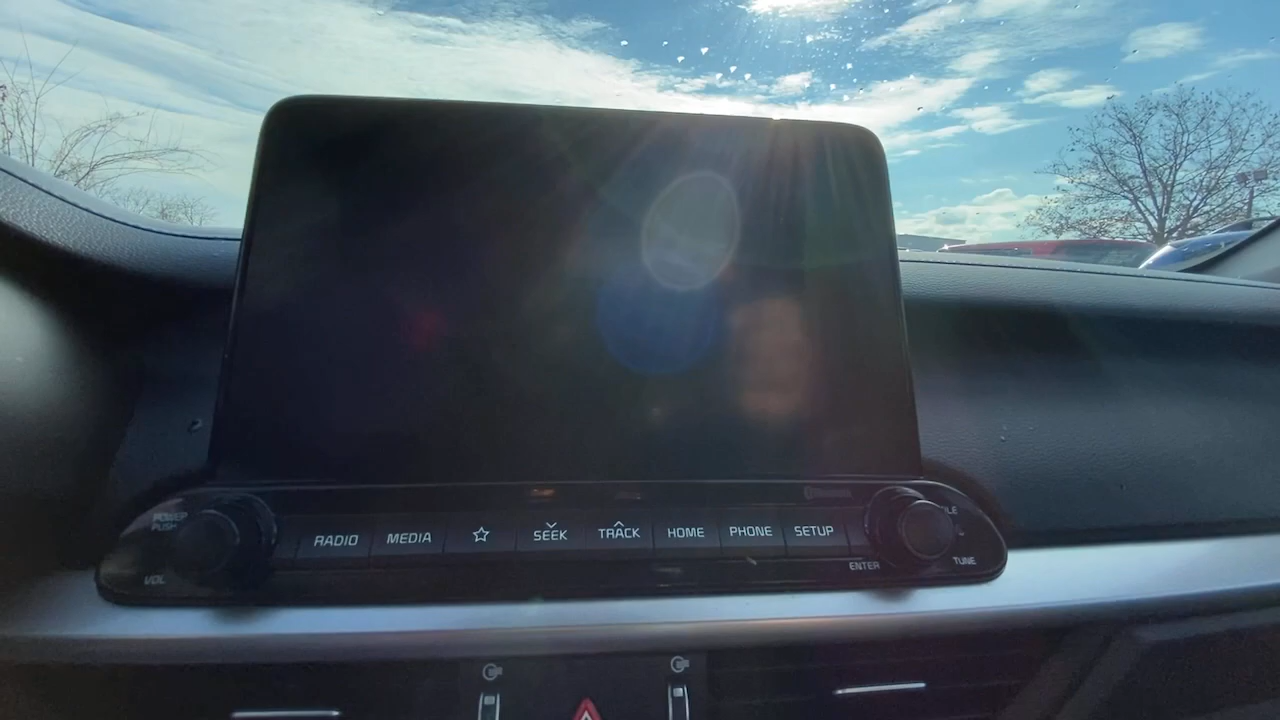 POWER
PUSH
VOL
RADIO
MEDIA
SEEK
TRACK
HOME
PHONE
SETUP
ENTER
TUNE